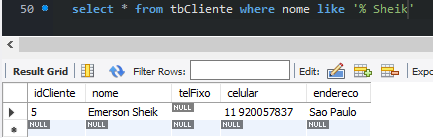 50 select * from tbCliente where nome like '% Sheik'
Result Grid Filter Rows: Edit: Expo
idCliente nome telFixo celular endereco
5 Emerson Sheik NULL 11 920057837 Sao Paulo
NULL NULL NULL NULL NULL